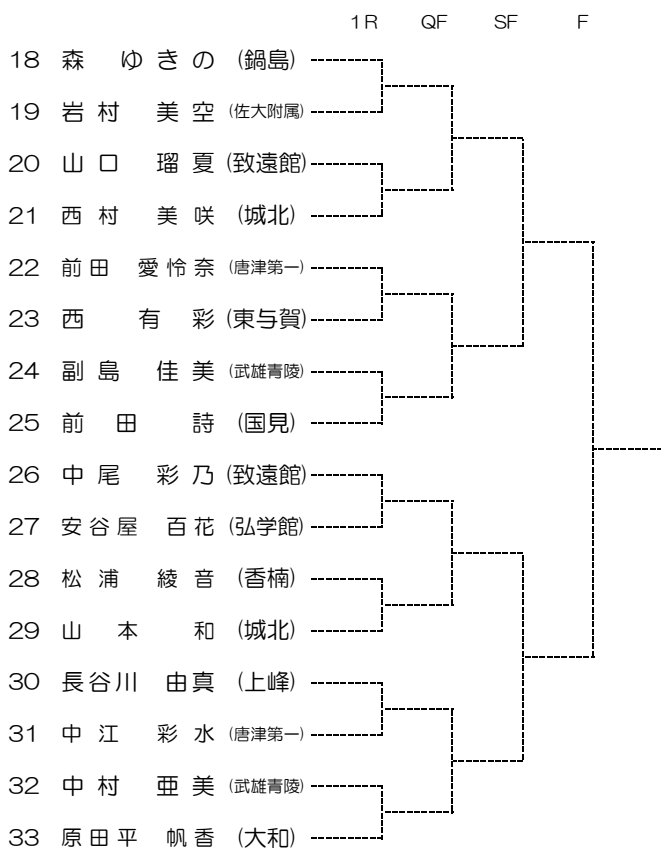 1R QF SF F
18 森 ゆきの (鍋島)
19 岩村 美空 (佐大附属)
20 山口 瑠夏 (致遠館)
21 西村 美咲 (城北)
22 前田 愛怜奈 (唐津第一)
23 西 有彩 (東与賀)
24 副島 佳美 (武雄青陵)
25 前田 詩 (国見)
26 中尾 彩乃 (致遠館)
27 安谷屋 百花 (弘学館)
28 松浦 綾音 (香楠)
29 山本 和 (城北)
30 長谷川 由真 (上峰)
31 中江 彩水 (唐津第一)
32 中村 亜美 (武雄青陵)
33 原田平 帆香 (大和)